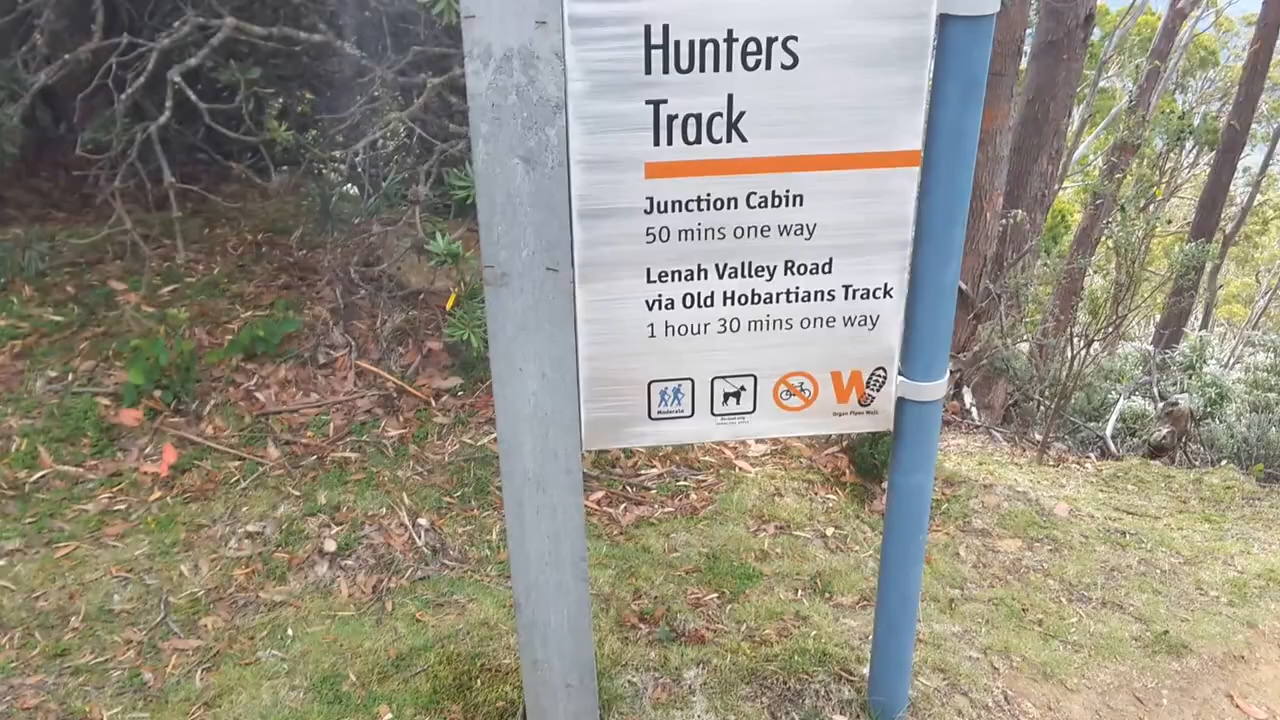 Hunters
Track
Junction Cabin
50 mins one way
Lenah Valley Road
via Old Hobartians Track
1 hour 30 mins one way
Moderate
W
Organ Pipes Walk